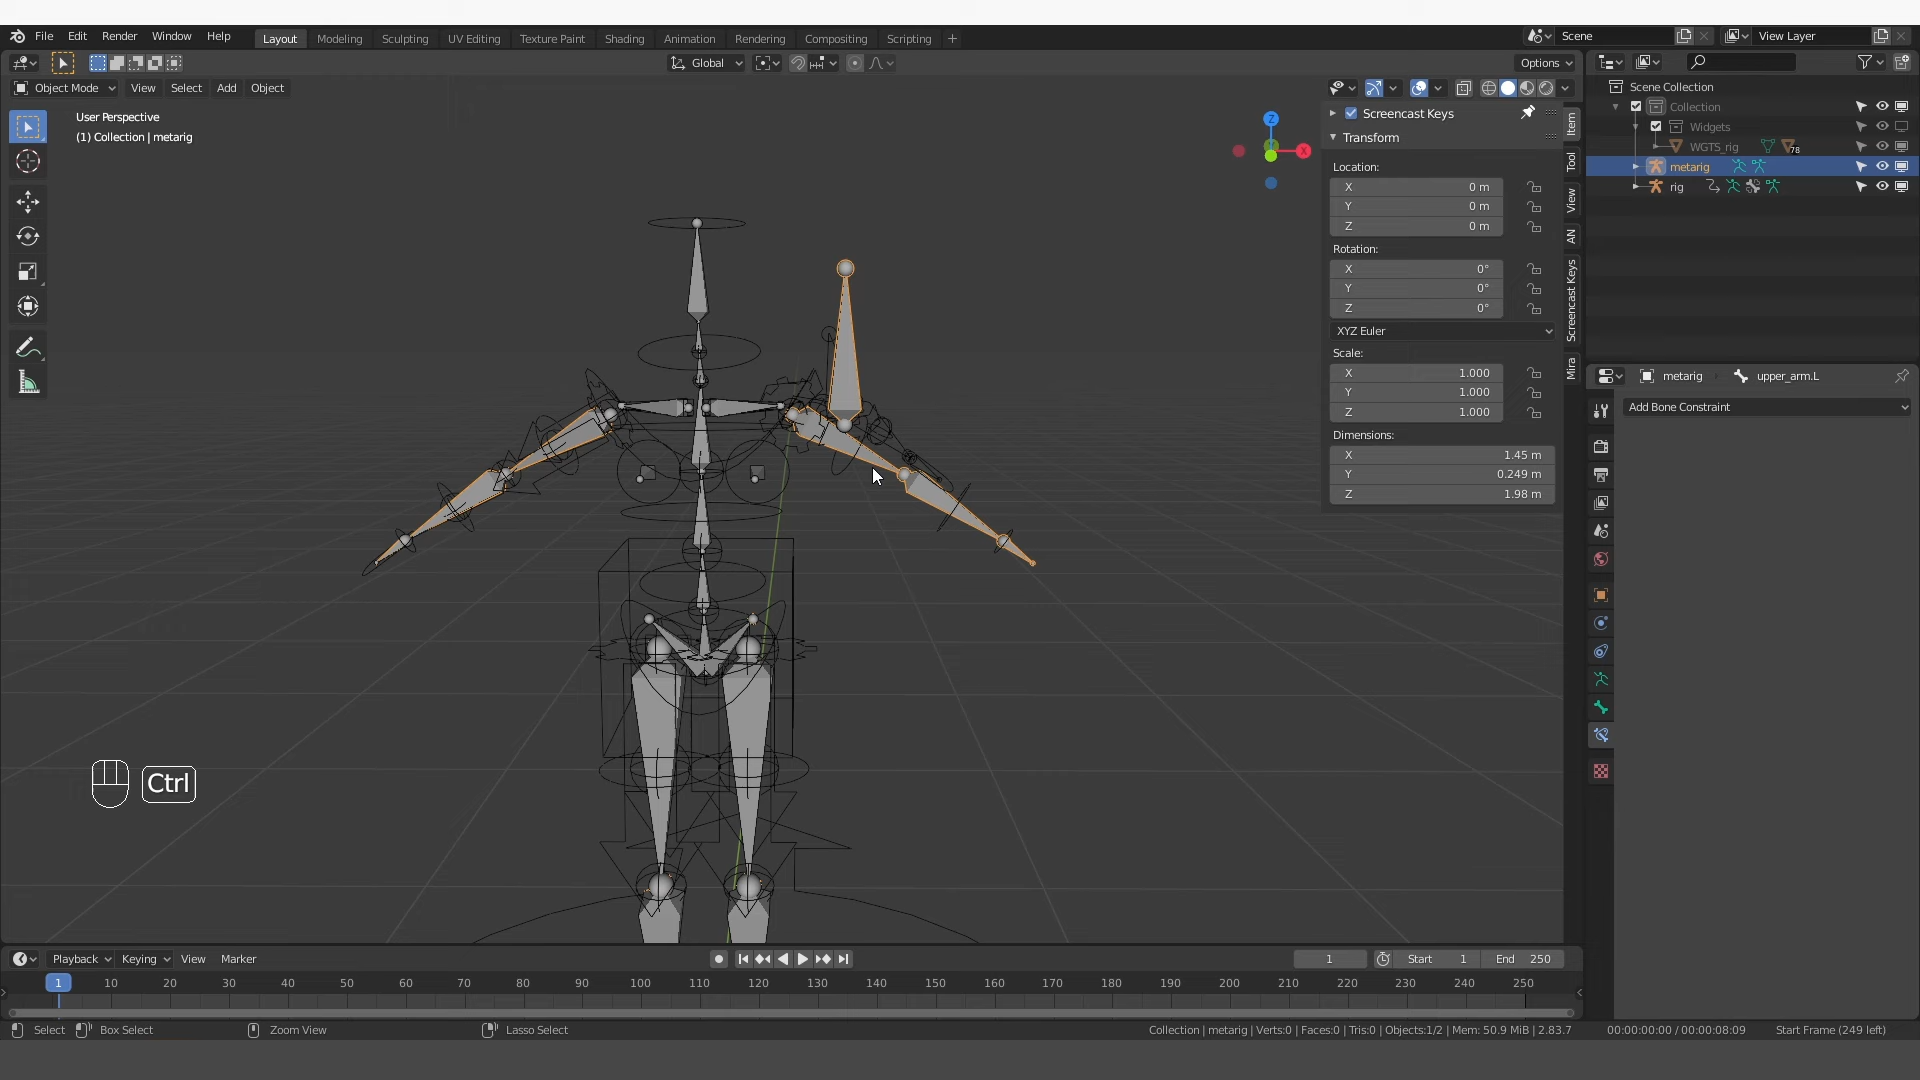 File Edit Render Window Help Layout Modeling Sculpting UV Editing Texture Paint Shading Animation Rendering Compositing Scripting + Scene View Layer
Global Options
Object Mode View Select Add Object
User Perspective
(1) Collection | metarig
Z
X
Screencast Keys
Transform
Location:
X 0 m
Y 0 m
Z 0 m
Rotation:
X 0°
Y 0°
Z 0°
XYZ Euler
Scale:
X 1.000
Y 1.000
Z 1.000
Dimensions:
X 1.45 m
Y 0.249 m
Z 1.98 m
Item
Tool
View
AN
Screencast Keys
Mira
Scene Collection
Collection
Widgets
WGTS_rig 78
metarig
rig
metarig upper_arm.L
Add Bone Constraint
Ctrl
Playback Keying View Marker 1 Start 1 End 250
1 10 20 30 40 50 60 70 80 90 100 110 120 130 140 150 160 170 180 190 200 210 220 230 240 250
Select Box Select Zoom View Lasso Select Collection | metarig | Verts:0 | Faces:0 | Tris:0 | Objects:1/2 | Mem: 50.9 MiB | 2.83.7 00:00:00:00 / 00:00:08:09 Start Frame (249 left)